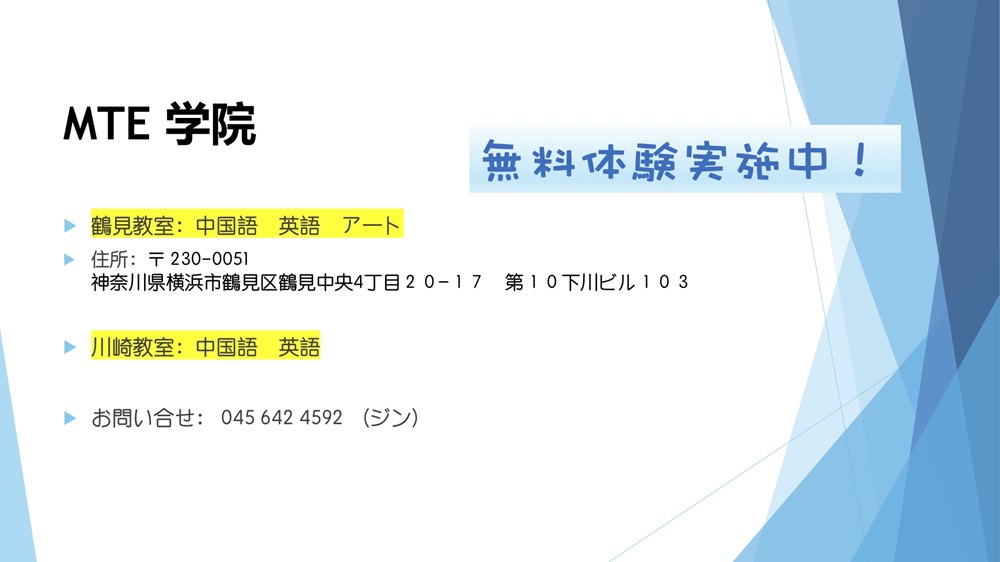 MTE 学院
無料体験実施中！
鶴見教室：中国語　英語　アート
住所：〒230-0051
神奈川県横浜市鶴見区鶴見中央4丁目２０−１７　第１０下川ビル１０３
川崎教室：中国語　英語
お問い合せ： 045 642 4592 （ジン）